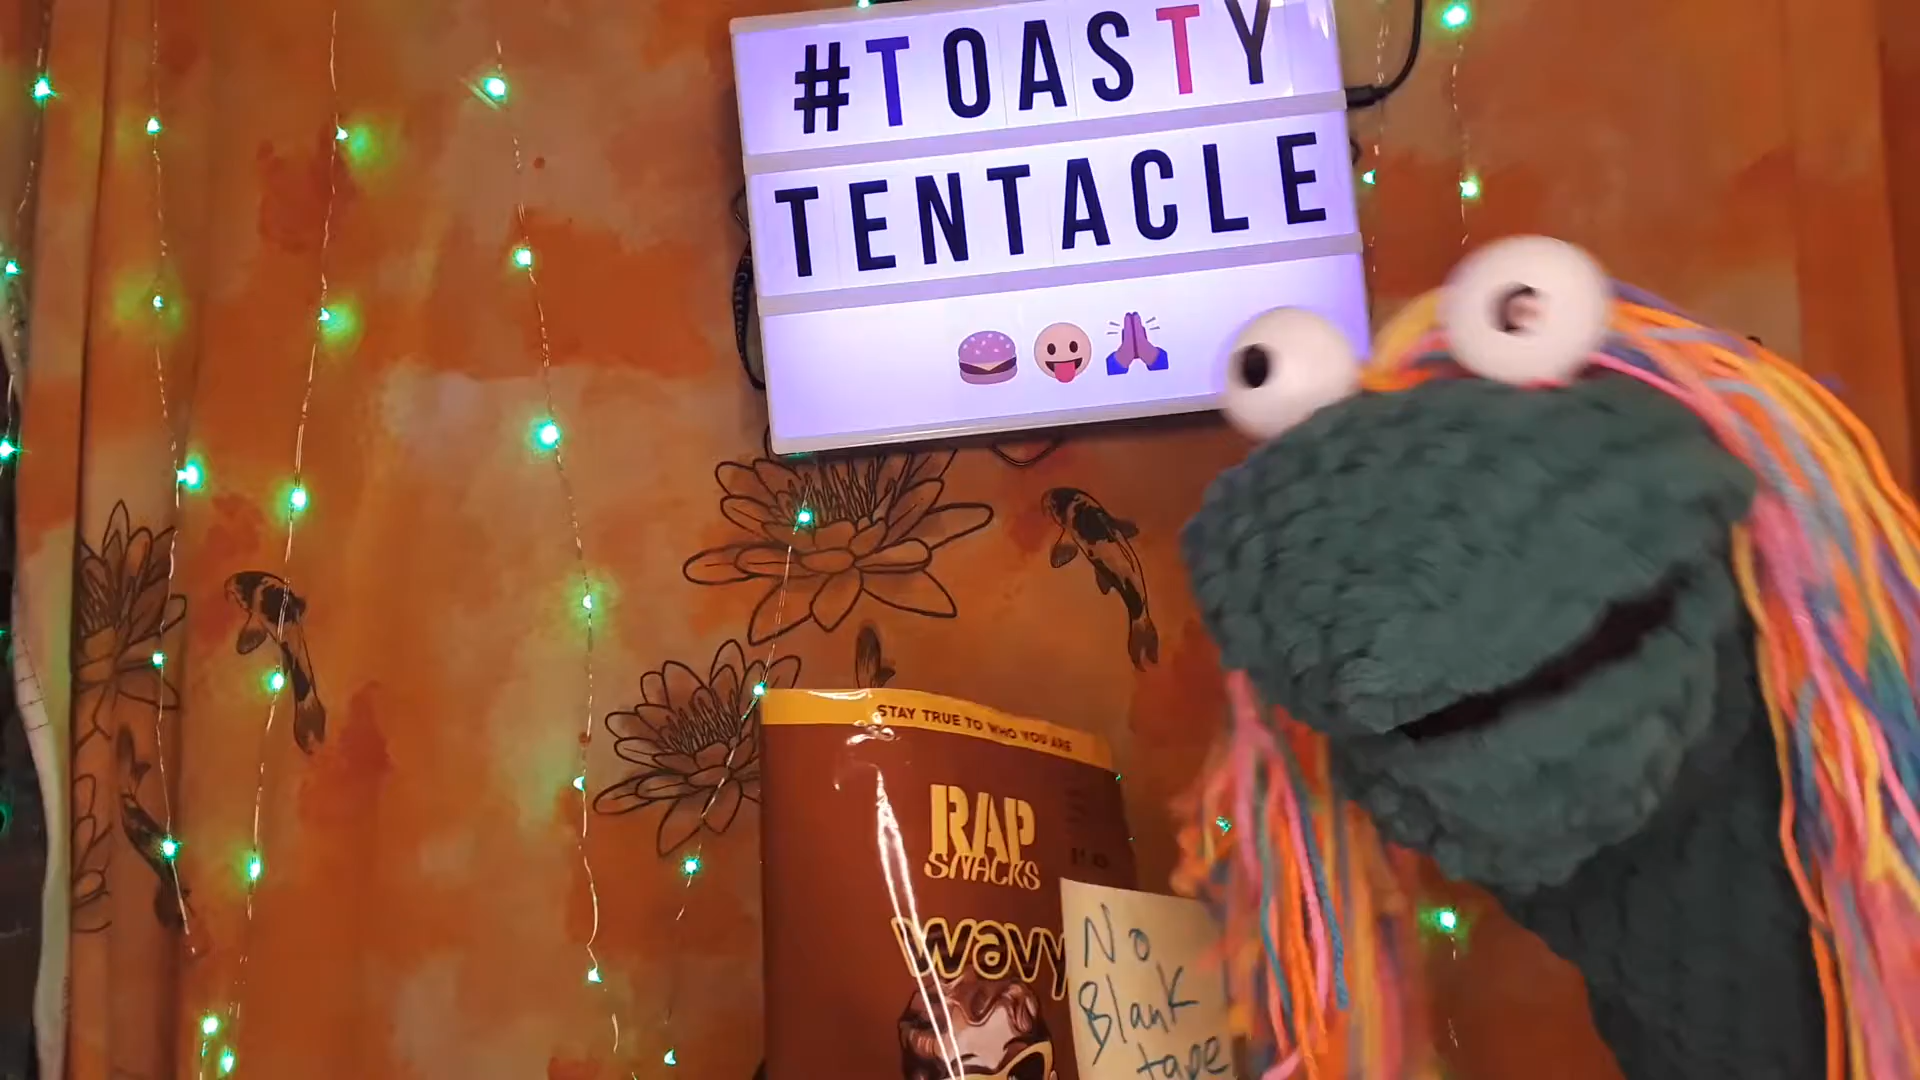 #TOASTY
TENTACLE
STAY TRUE TO WHO YOU ARE
RAP
SNACKS
wavy
No
Blank
tape